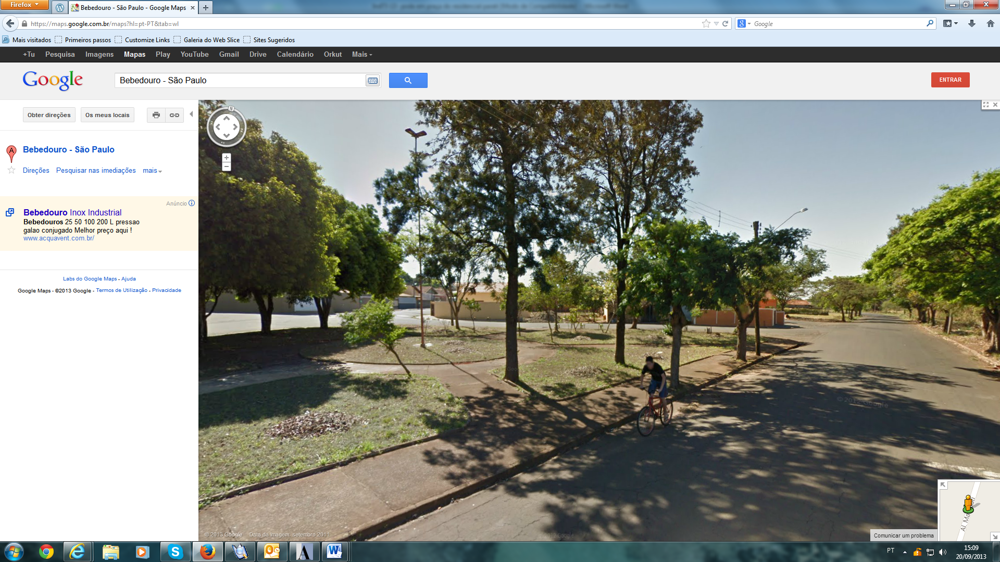 Firefox
Bebedouro - São Paulo - Google Maps
https://maps.google.com.br/maps?hl=pt-PT&tab=wl
Google
Mais visitados Primeiros passos Customize Links Galeria do Web Slice Sites Sugeridos
+Tu Pesquisa Imagens Mapas Play YouTube Gmail Drive Calendário Orkut Mais
Google Bebedouro - São Paulo ENTRAR
Obter direções Os meus locais
N
A Bebedouro - São Paulo
Direções Pesquisar nas imediações mais
Anúncio
Bebedouro Inox Industrial
Bebedouros 25 50 100 200 L pressao
galao conjugado Melhor preço aqui !
www.acquavent.com.br/
Labs do Google Maps - Ajuda
Google Maps - ©2013 Google - Termos de Utilização - Privacidade
© 2012 Google
Al. Ma
© 2013 Google Data da imagem: setembro 2011
Comunicar um problema
PT 15:09
20/09/2013